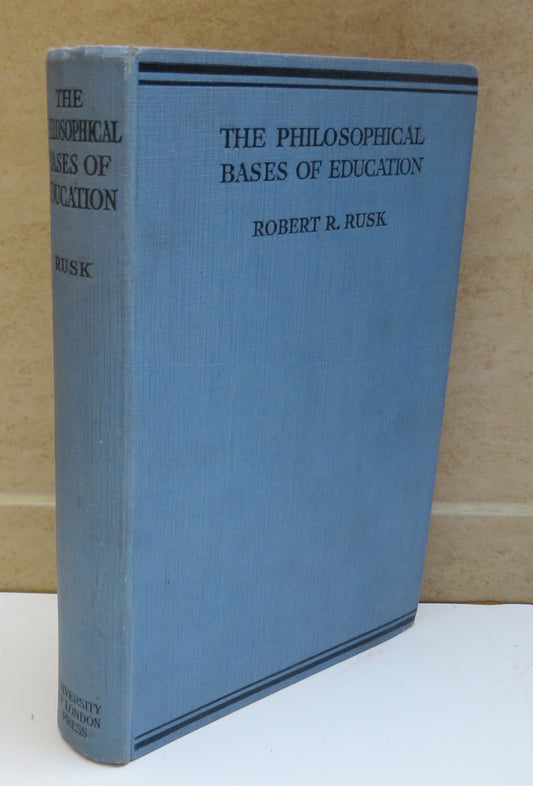 THE
PHILOSOPHICAL
BASES OF
EDUCATION
RUSK
UNIVERSITY
OF LONDON
PRESS
THE PHILOSOPHICAL
BASES OF EDUCATION
ROBERT R. RUSK